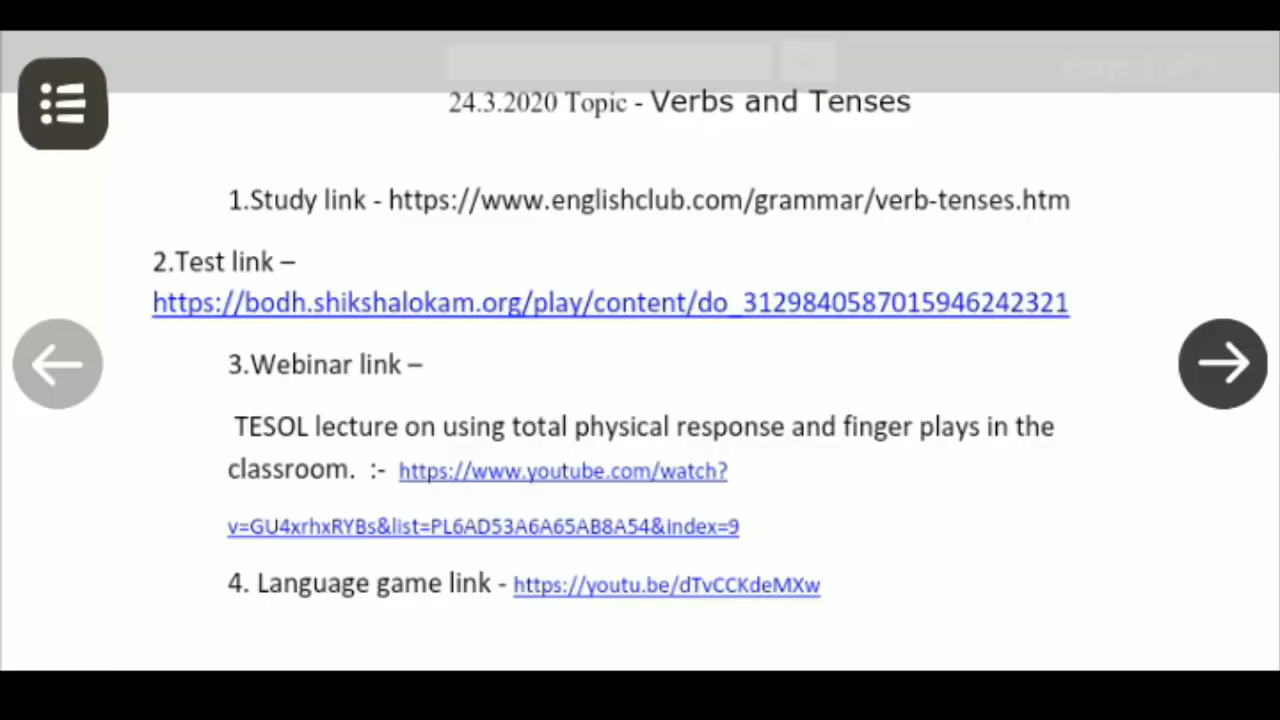 24.3.2020 Topic - Verbs and Tenses
1.Study link - https://www.englishclub.com/grammar/verb-tenses.htm
2.Test link –
https://bodh.shikshalokam.org/play/content/do_3129840587015946242321
3.Webinar link –
TESOL lecture on using total physical response and finger plays in the
classroom. :- https://www.youtube.com/watch?
v=GU4xrhxRYBs&list=PL6AD53A6A65AB8A54&index=9
4. Language game link - https://youtu.be/dTvCCKdeMXw